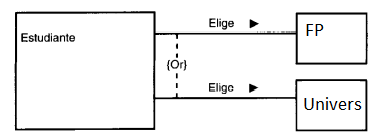 Elige ►
FP
Estudiante
{Or}
Elige ►
Univers